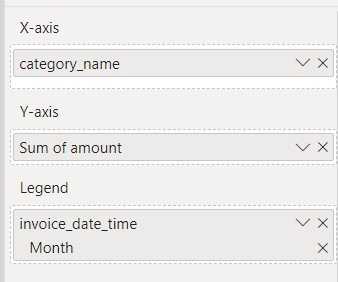 X-axis
category_name
Y-axis
Sum of amount
Legend
invoice_date_time
Month